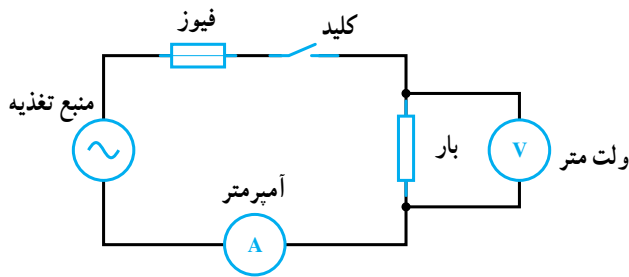 فیوز
کلید
منبع تغذیه
بار
V
ولت متر
آمپرمتر
A